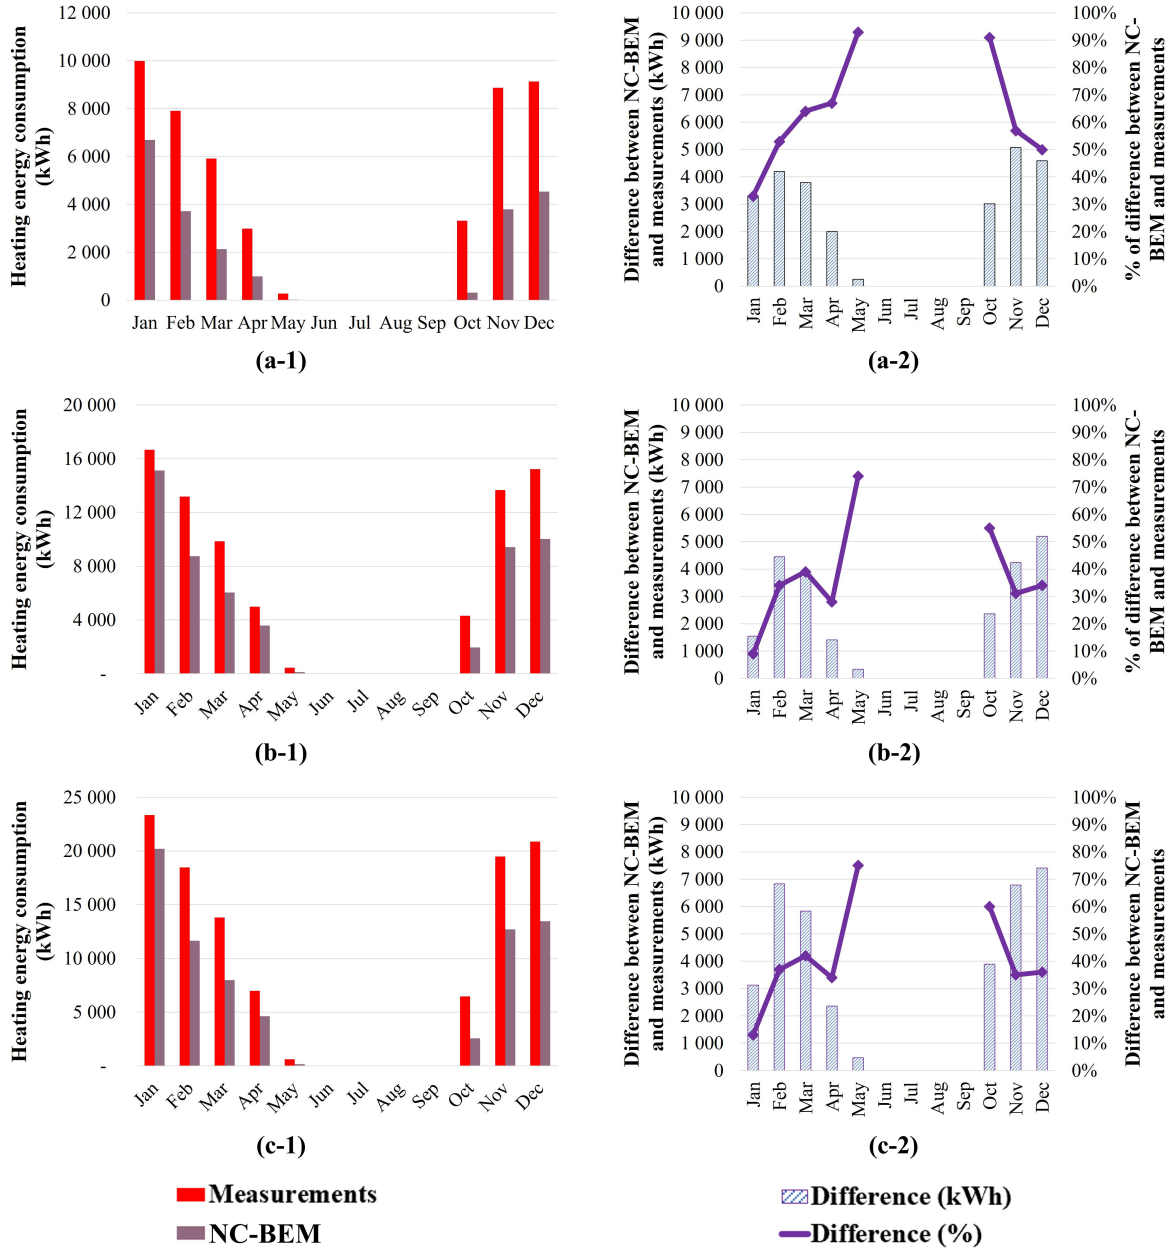 Heating energy consumption
(kWh)
12 000
10 000
8 000
6 000
4 000
2 000
0
Jan Feb Mar Apr May Jun Jul Aug Sep Oct Nov Dec
(a-1)
Difference between NC-BEM
and measurements (kWh)
10 000
9 000
8 000
7 000
6 000
5 000
4 000
3 000
2 000
1 000
0
100%
90%
80%
70%
60%
50%
40%
30%
20%
10%
0%
% of difference between NC-
BEM and measurements
Jan Feb Mar Apr May Jun Jul Aug Sep Oct Nov Dec
(a-2)
Heating energy consumption
(kWh)
20 000
16 000
12 000
8 000
4 000
-
Jan Feb Mar Apr May Jun Jul Aug Sep Oct Nov Dec
(b-1)
Difference between NC-BEM
and measurements (kWh)
10 000
9 000
8 000
7 000
6 000
5 000
4 000
3 000
2 000
1 000
0
100%
90%
80%
70%
60%
50%
40%
30%
20%
10%
0%
% of difference between NC-
BEM and measurements
Jan Feb Mar Apr May Jun Jul Aug Sep Oct Nov Dec
(b-2)
Heating energy consumption
(kWh)
25 000
20 000
15 000
10 000
5 000
-
Jan Feb Mar Apr May Jun Jul Aug Sep Oct Nov Dec
(c-1)
Difference between NC-BEM
and measurements (kWh)
10 000
9 000
8 000
7 000
6 000
5 000
4 000
3 000
2 000
1 000
0
100%
90%
80%
70%
60%
50%
40%
30%
20%
10%
0%
Difference between NC-BEM
and measurements
Jan Feb Mar Apr May Jun Jul Aug Sep Oct Nov Dec
(c-2)
Measurements
NC-BEM
Difference (kWh)
Difference (%)